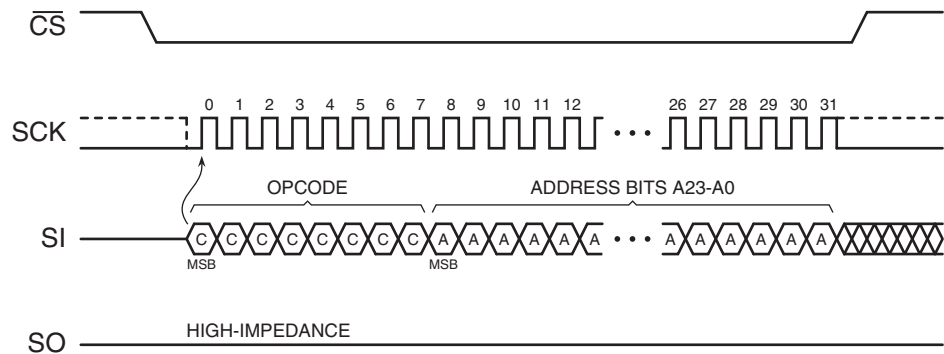 CS
0 1 2 3 4 5 6 7 8 9 10 11 12 26 27 28 29 30 31
SCK
OPCODE ADDRESS BITS A23-A0
SI C C C C C C C C A A A A A A A A A A A A
MSB MSB
HIGH-IMPEDANCE
SO